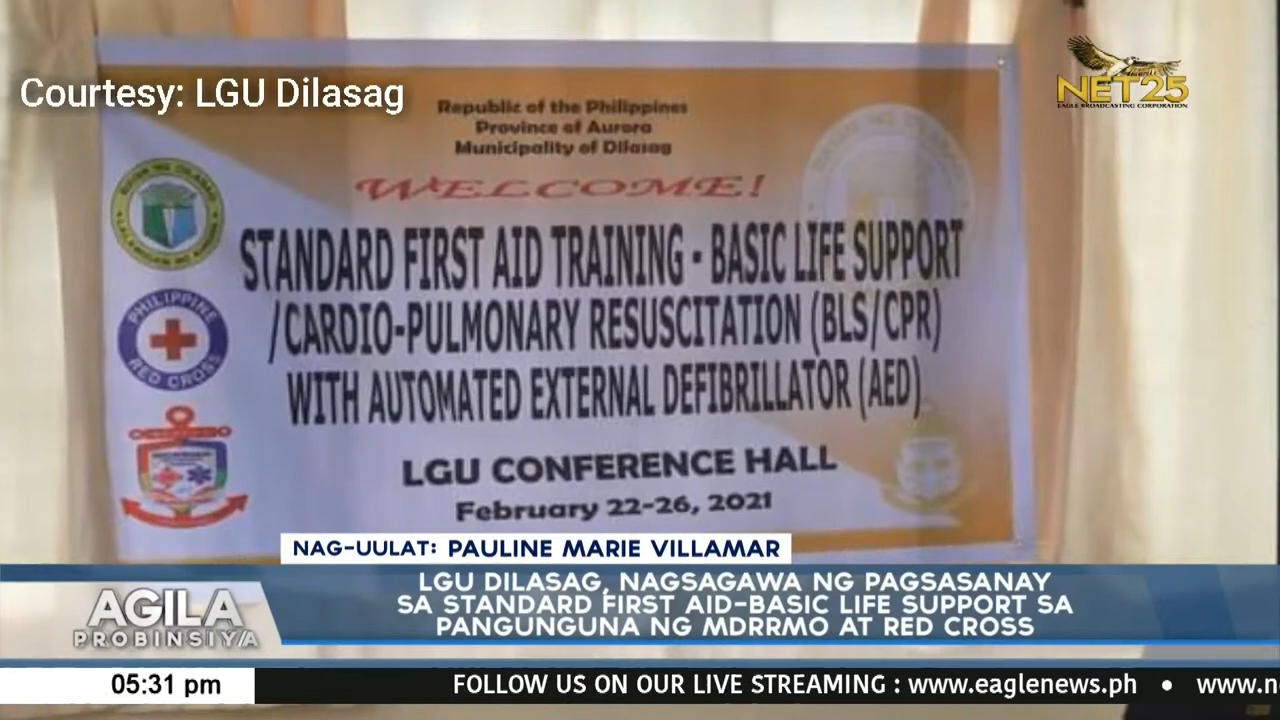 Courtesy: LGU Dilasag
NET25
EAGLE BROADCASTING CORPORATION
Republic of the Philippines
Province of Aurora
Municipality of Dilasag
WELCOME!
STANDARD FIRST AID TRAINING - BASIC LIFE SUPPORT
/CARDIO-PULMONARY RESUSCITATION (BLS/CPR)
WITH AUTOMATED EXTERNAL DEFIBRILLATOR (AED)
LGU CONFERENCE HALL
February 22-26, 2021
PHILIPPINE
RED CROSS
NAG-UULAT: PAULINE MARIE VILLAMAR
AGILA
PROBINSIYA
LGU DILASAG, NAGSAGAWA NG PAGSASANAY
SA STANDARD FIRST AID-BASIC LIFE SUPPORT SA
PANGUNGUNA NG MDRRMO AT RED CROSS
05:31 pm
FOLLOW US ON OUR LIVE STREAMING : www.eaglenews.ph • www.n